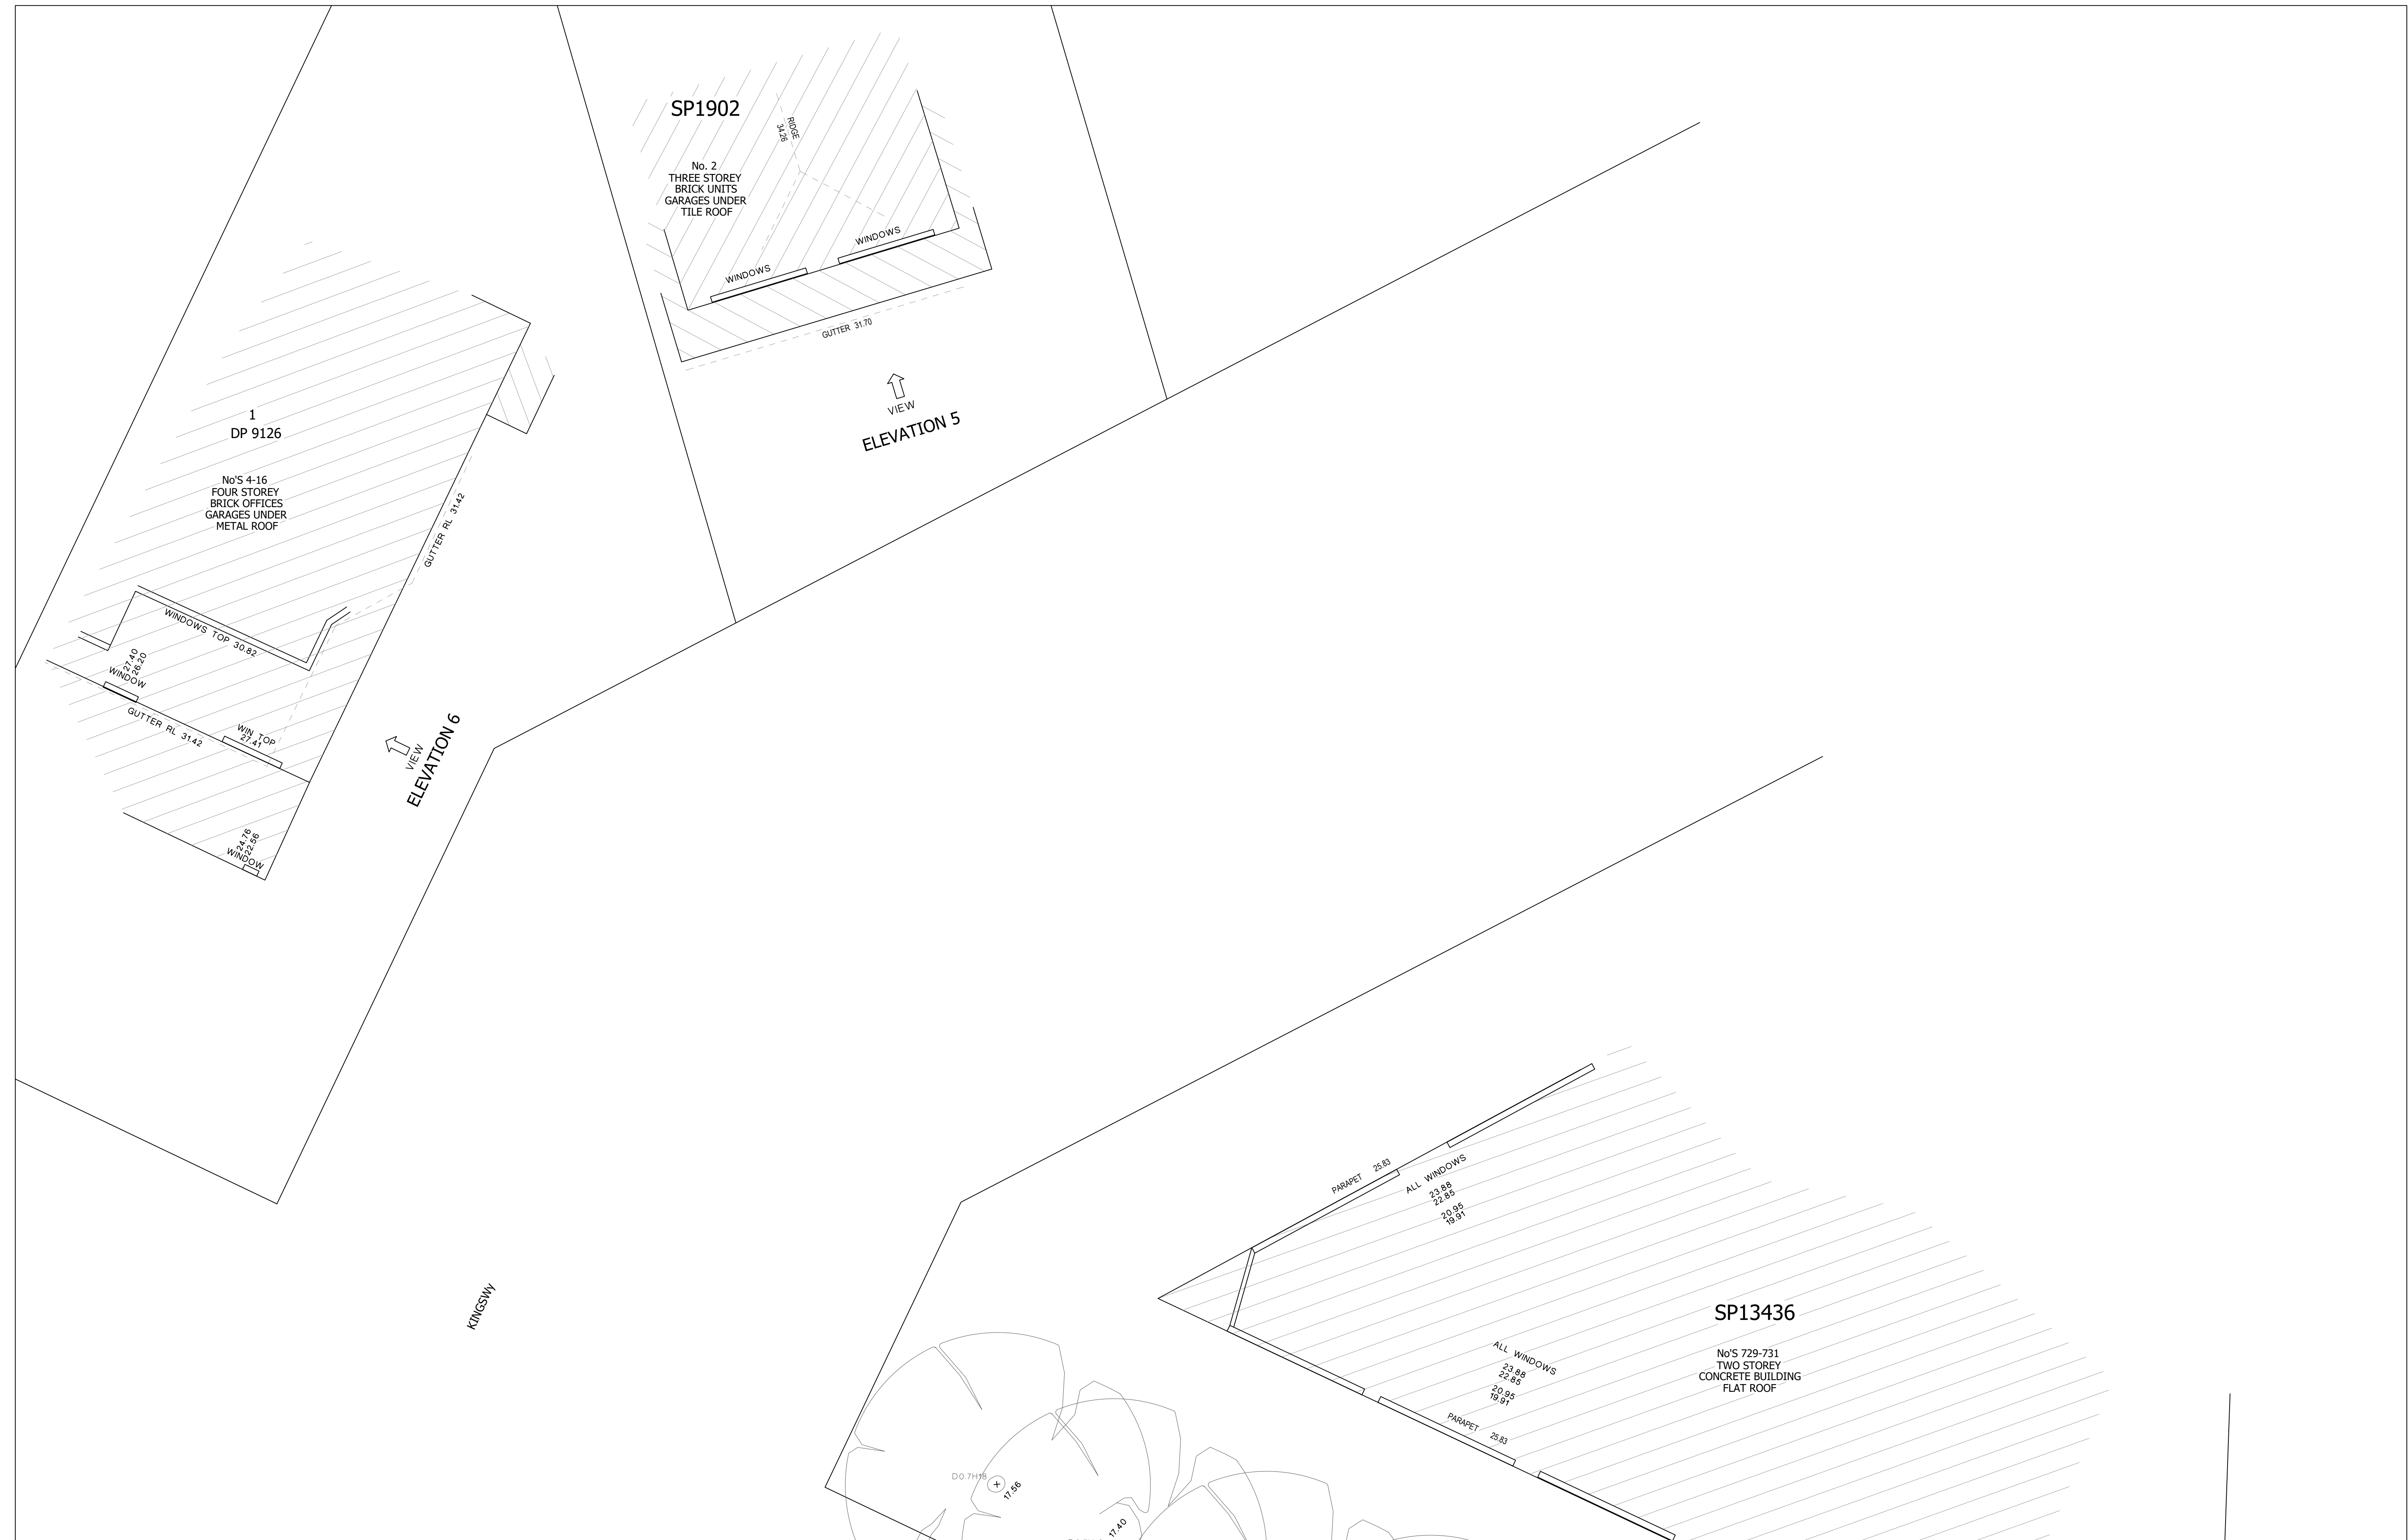 SP1902
RIDGE
34.26
No. 2
THREE STOREY
BRICK UNITS
GARAGES UNDER
TILE ROOF
WINDOWS
WINDOWS
GUTTER 31.70
VIEW
ELEVATION 5
1
DP 9126
No'S 4-16
FOUR STOREY
BRICK OFFICES
GARAGES UNDER
METAL ROOF
GUTTER RL 31.42
WINDOWS TOP 30.82
27.40
26.20
WINDOW
GUTTER RL 31.42
WIN TOP
27.41
VIEW
ELEVATION 6
24.76
22.56
WINDOW
PARAPET 25.83
ALL WINDOWS
23.88
22.85
20.95
19.91
KINGSWy
SP13436
No'S 729-731
TWO STOREY
CONCRETE BUILDING
FLAT ROOF
ALL WINDOWS
23.88
22.85
20.95
19.91
PARAPET 25.83
D0.7H18
17.56
17.40